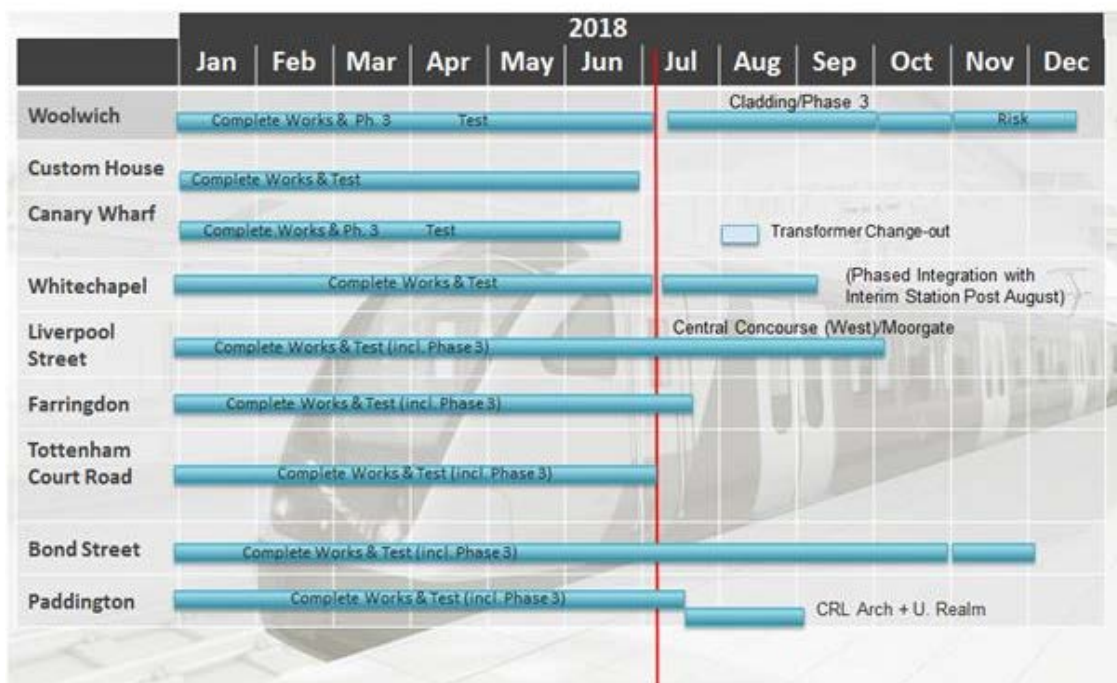 2018
Jan Feb Mar Apr May Jun Jul Aug Sep Oct Nov Dec
Woolwich
Complete Works & Ph. 3 Test
Cladding/Phase 3
Risk
Custom House
Complete Works & Test
Canary Wharf
Complete Works & Ph. 3 Test
Transformer Change-out
Whitechapel
Complete Works & Test
(Phased Integration with
Interim Station Post August)
Liverpool
Street
Central Concourse (West)/Moorgate
Complete Works & Test (incl. Phase 3)
Farringdon
Complete Works & Test (incl. Phase 3)
Tottenham
Court Road
Complete Works & Test (incl. Phase 3)
Bond Street
Complete Works & Test (incl. Phase 3)
Paddington
Complete Works & Test (incl. Phase 3)
CRL Arch + U. Realm